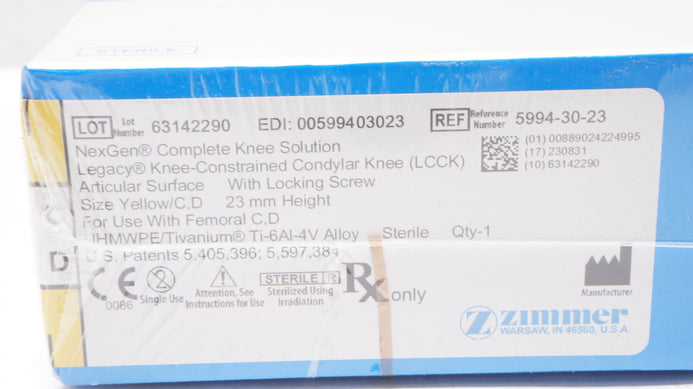 STERILE
LOT Lot Number 63142290 EDI: 00599403023 REF Reference Number 5994-30-23
NexGen® Complete Knee Solution
Legacy® Knee-Constrained Condylar Knee (LCCK)
Articular Surface With Locking Screw
Size Yellow/C,D 23 mm Height
For Use With Femoral C,D
UHMWPE/Tivanium® Ti-6Al-4V Alloy Sterile Qty-1
U.S. Patents 5,405,396; 5,597,384
(01) 00889024224995
(17) 230831
(10) 63142290
D
CE 0086
2 Single Use
Attention, See Instructions for Use
STERILE R
Sterilized Using Irradiation
Rx only
Manufacturer
Z zimmer
WARSAW, IN 46580, U.S.A.